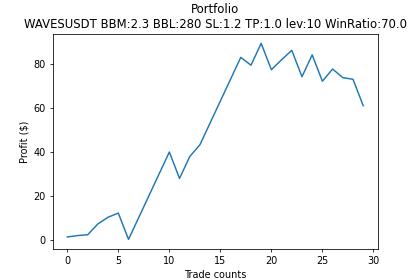 Portfolio
WAVESUSDT BBM:2.3 BBL:280 SL:1.2 TP:1.0 lev:10 WinRatio:70.0
80
60
40
20
0
Profit ($)
0 5 10 15 20 25 30
Trade counts